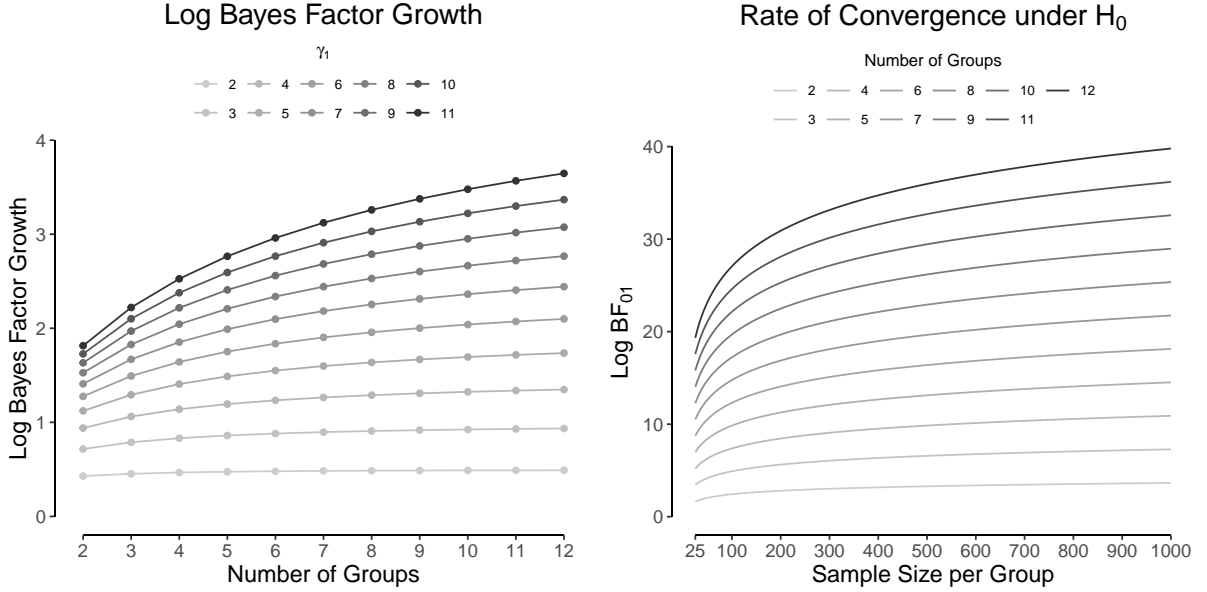 Log Bayes Factor Growth
γ₁
2 4 6 8 10
3 5 7 9 11
Log Bayes Factor Growth
4
3
2
1
0
2 3 4 5 6 7 8 9 10 11 12
Number of Groups
Rate of Convergence under H₀
Number of Groups
2 4 6 8 10 12
3 5 7 9 11
Log BF₀₁
40
30
20
10
0
25 100 200 300 400 500 600 700 800 900 1000
Sample Size per Group